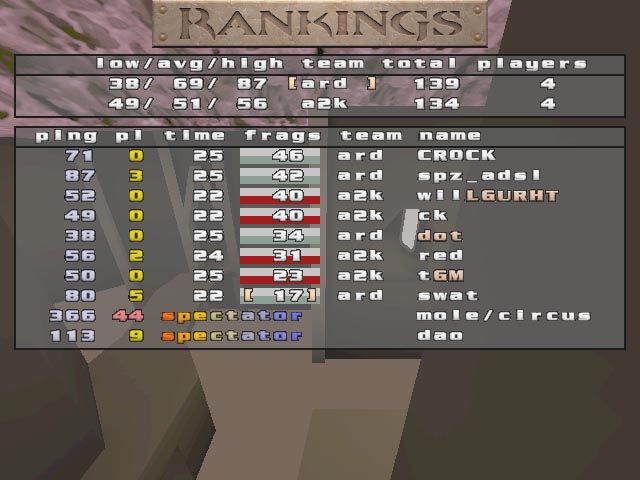 RANKINGS
low/avg/high team total players
38/ 69/ 87 [ard ] 139 4
49/ 51/ 56 a2k 134 4
ping pl time frags team name
71 0 25 46 ard CROCK
87 3 25 42 ard spz_adsl
52 0 22 40 a2k wilL6URHT
49 0 22 40 a2k ck
38 0 25 34 ard dot
56 2 24 31 a2k red
50 0 25 23 a2k t6M
80 5 22 [ 17] ard swat
366 44 spectator mole/circus
113 9 spectator dao